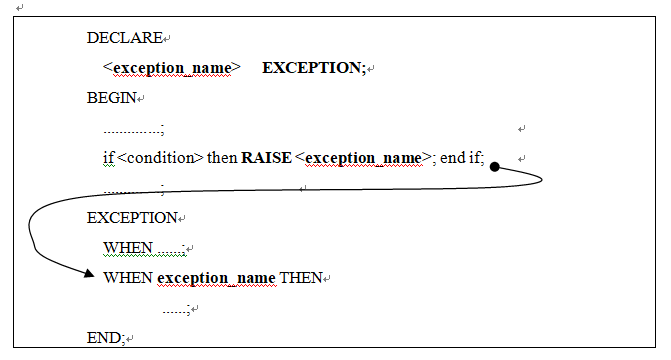 DECLARE
<exception_name> EXCEPTION;
BEGIN
..............;
if <condition> then RAISE <exception_name>; end if;
..............;
EXCEPTION
WHEN ......;
WHEN exception_name THEN
......;
END;